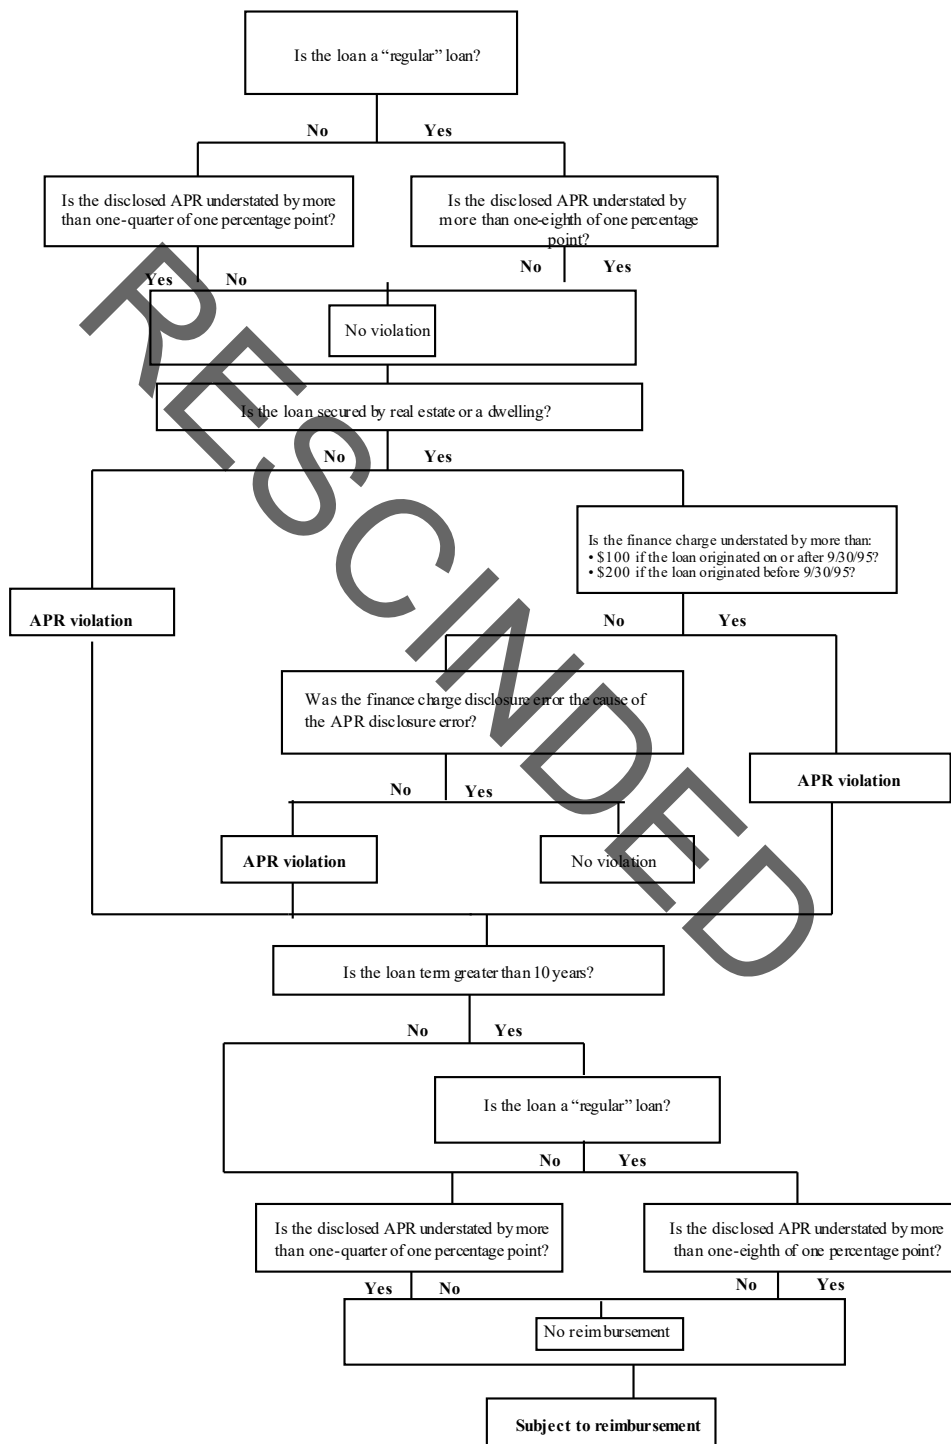 Is the loan a “regular” loan?
No
Yes
Is the disclosed APR understated by more
than one-quarter of one percentage point?
Is the disclosed APR understated by
more than one-eighth of one percentage
point?
Yes
No
No
Yes
No violation
Is the loan secured by real estate or a dwelling?
No
Yes
Is the finance charge understated by more than:
• $100 if the loan originated on or after 9/30/95?
• $200 if the loan originated before 9/30/95?
APR violation
No
Yes
Was the finance charge disclosure error the cause of
the APR disclosure error?
APR violation
No
Yes
APR violation
No violation
Is the loan term greater than 10 years?
No
Yes
Is the loan a “regular” loan?
No
Yes
Is the disclosed APR understated by more
than one-quarter of one percentage point?
Is the disclosed APR understated by more
than one-eighth of one percentage point?
Yes
No
No
Yes
No reimbursement
Subject to reimbursement
RESCINDED